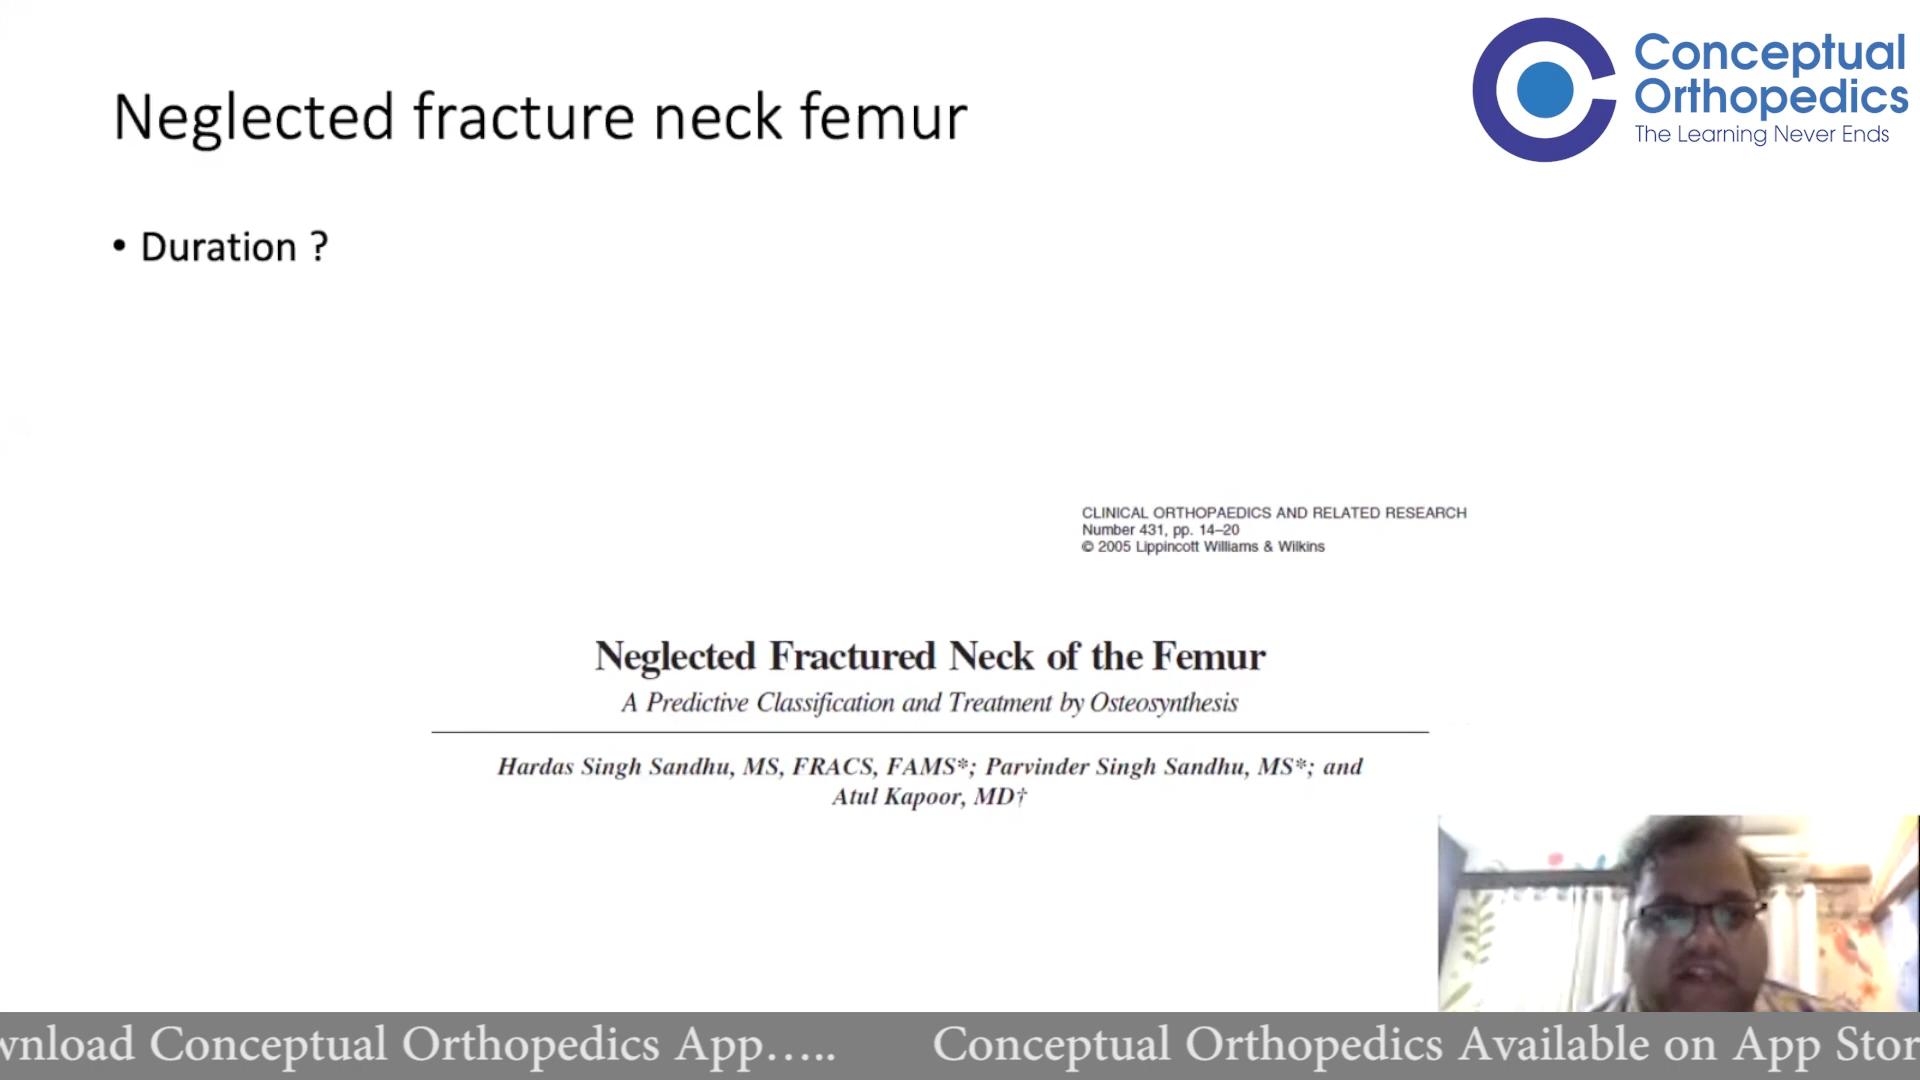 Neglected fracture neck femur
Conceptual
Orthopedics
The Learning Never Ends
• Duration ?
CLINICAL ORTHOPAEDICS AND RELATED RESEARCH
Number 431, pp. 14–20
© 2005 Lippincott Williams & Wilkins
Neglected Fractured Neck of the Femur
A Predictive Classification and Treatment by Osteosynthesis
Hardas Singh Sandhu, MS, FRACS, FAMS*; Parvinder Singh Sandhu, MS*; and
Atul Kapoor, MD†
wnload Conceptual Orthopedics App..... Conceptual Orthopedics Available on App Stor